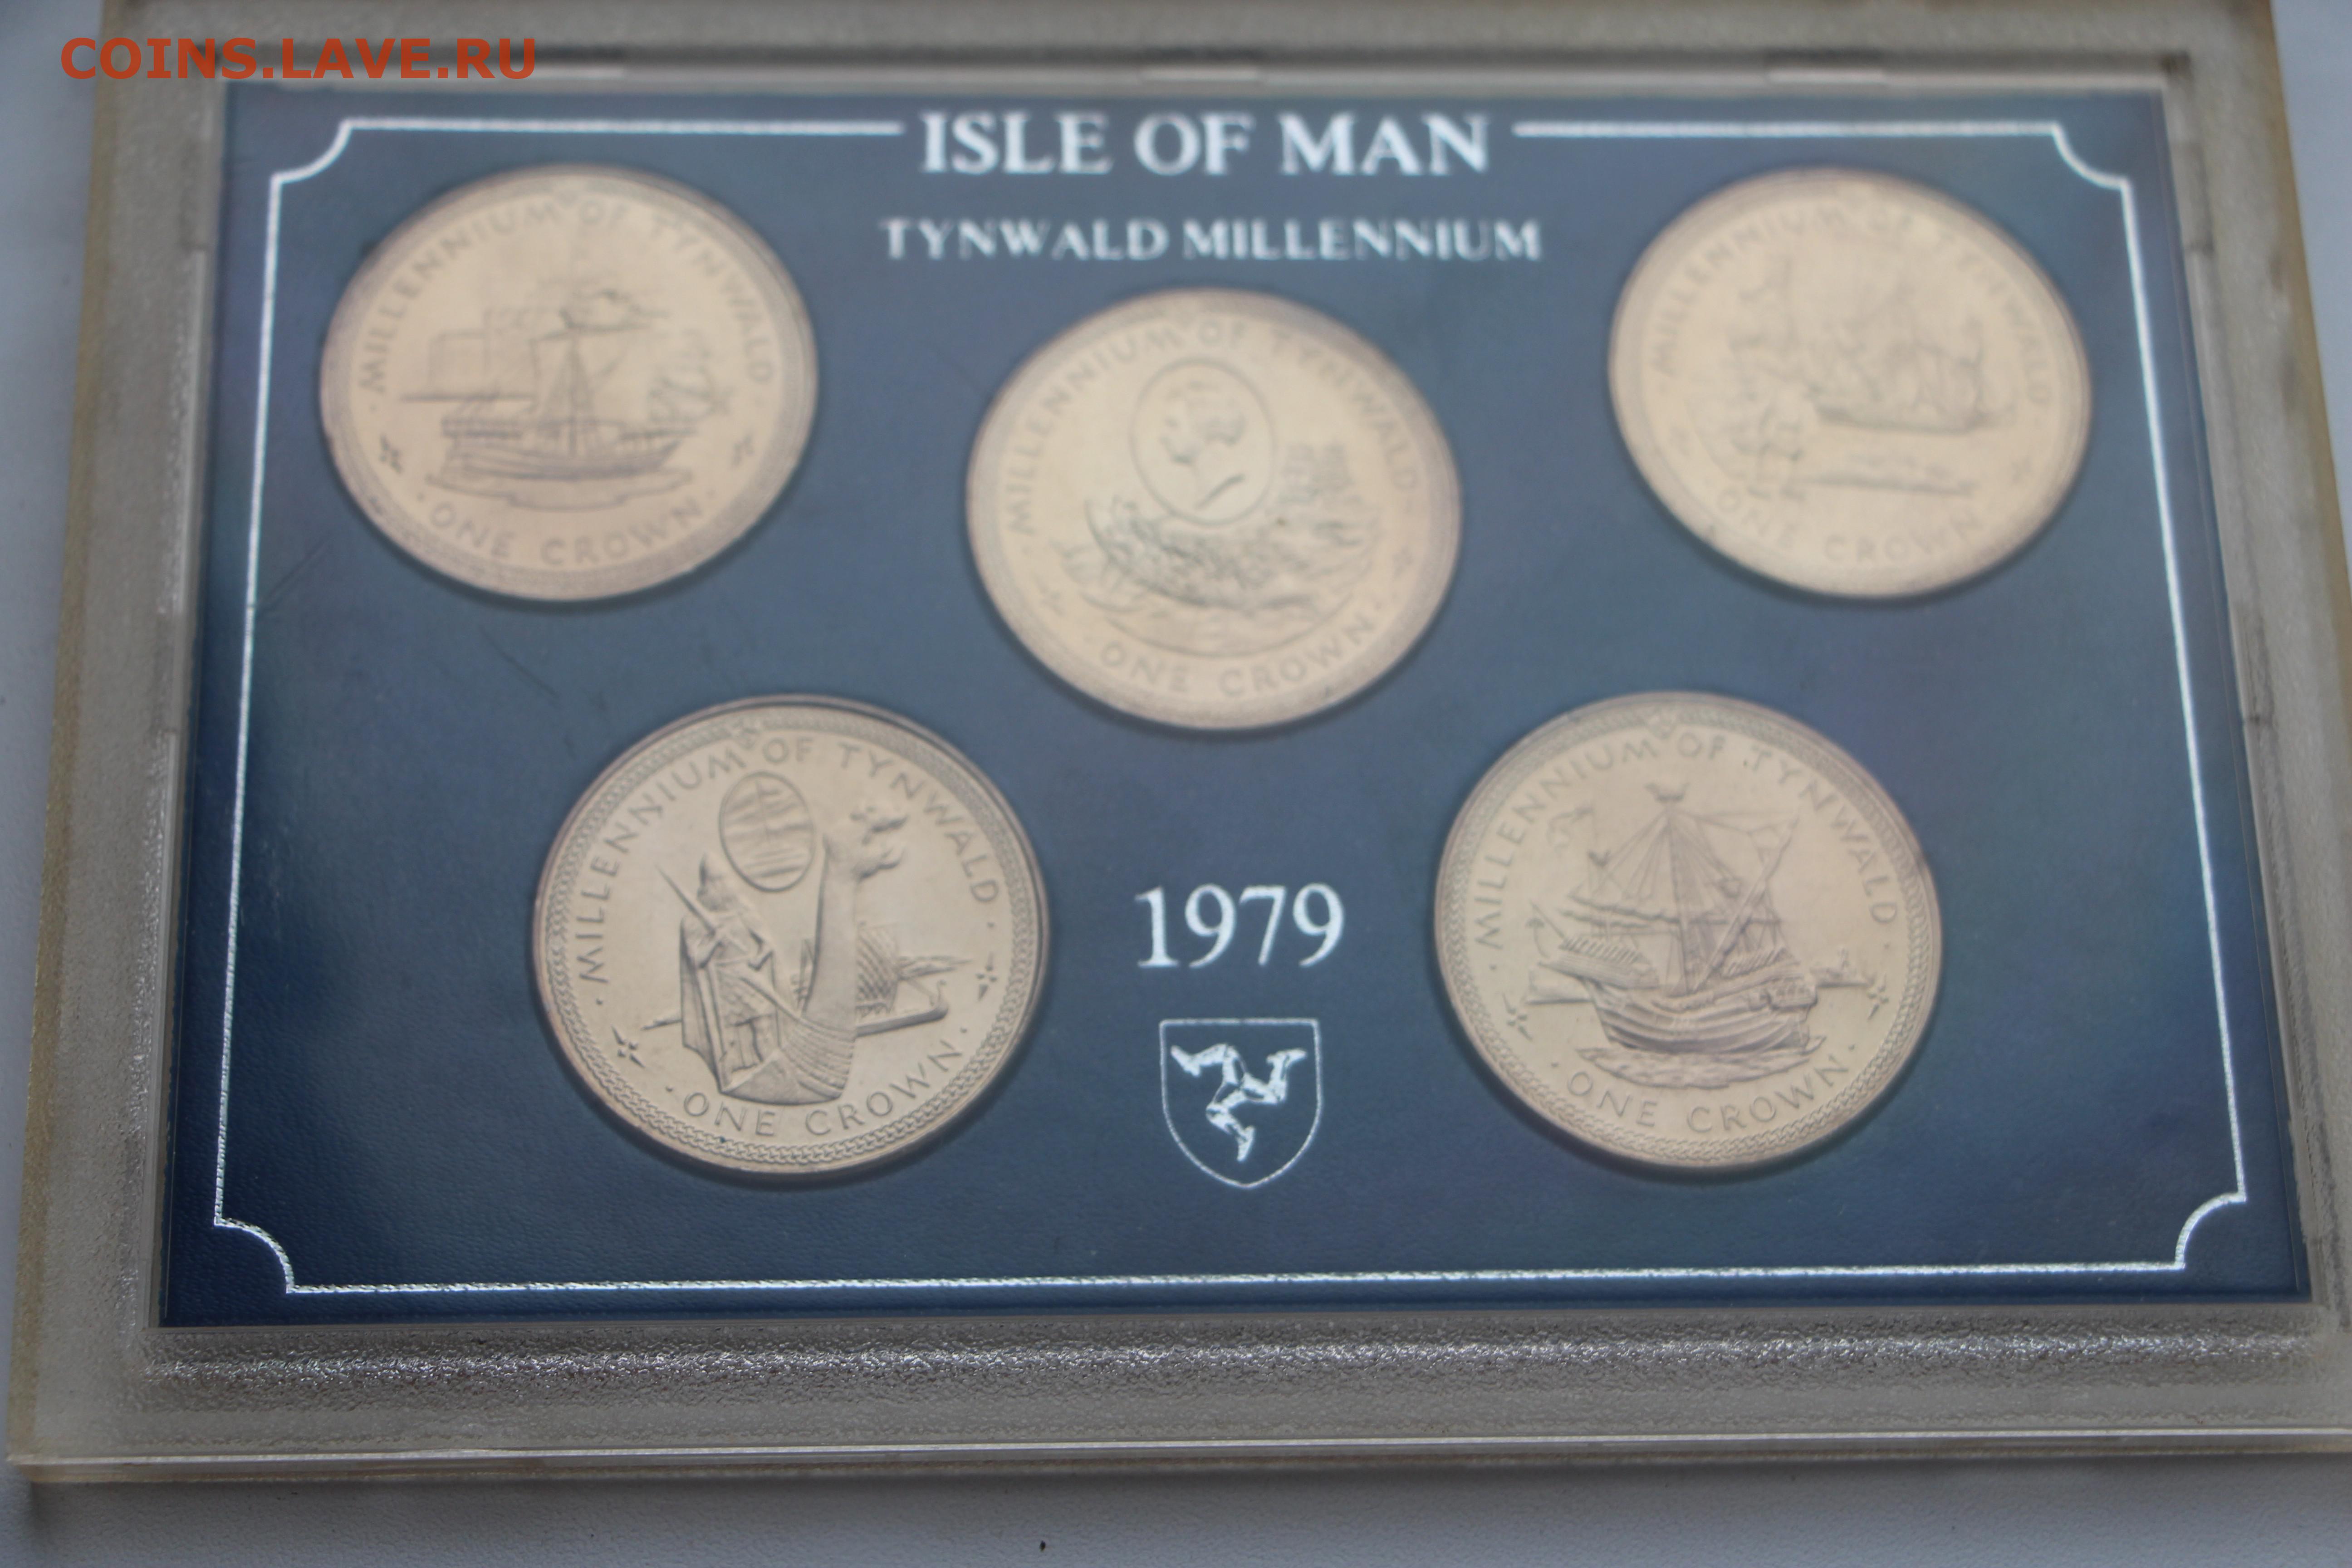 COINS.LAVE.RU
ISLE OF MAN
TYNWALD MILLENNIUM
MILLENNIUM OF TYNWALD
· ONE CROWN ·
MILLENNIUM OF TYNWALD
· ONE CROWN ·
MILLENNIUM OF TYNWALD
ONE CROWN
· MILLENNIUM OF TYNWALD ·
· ONE CROWN ·
· MILLENNIUM OF TYNWALD ·
· ONE CROWN ·
1979